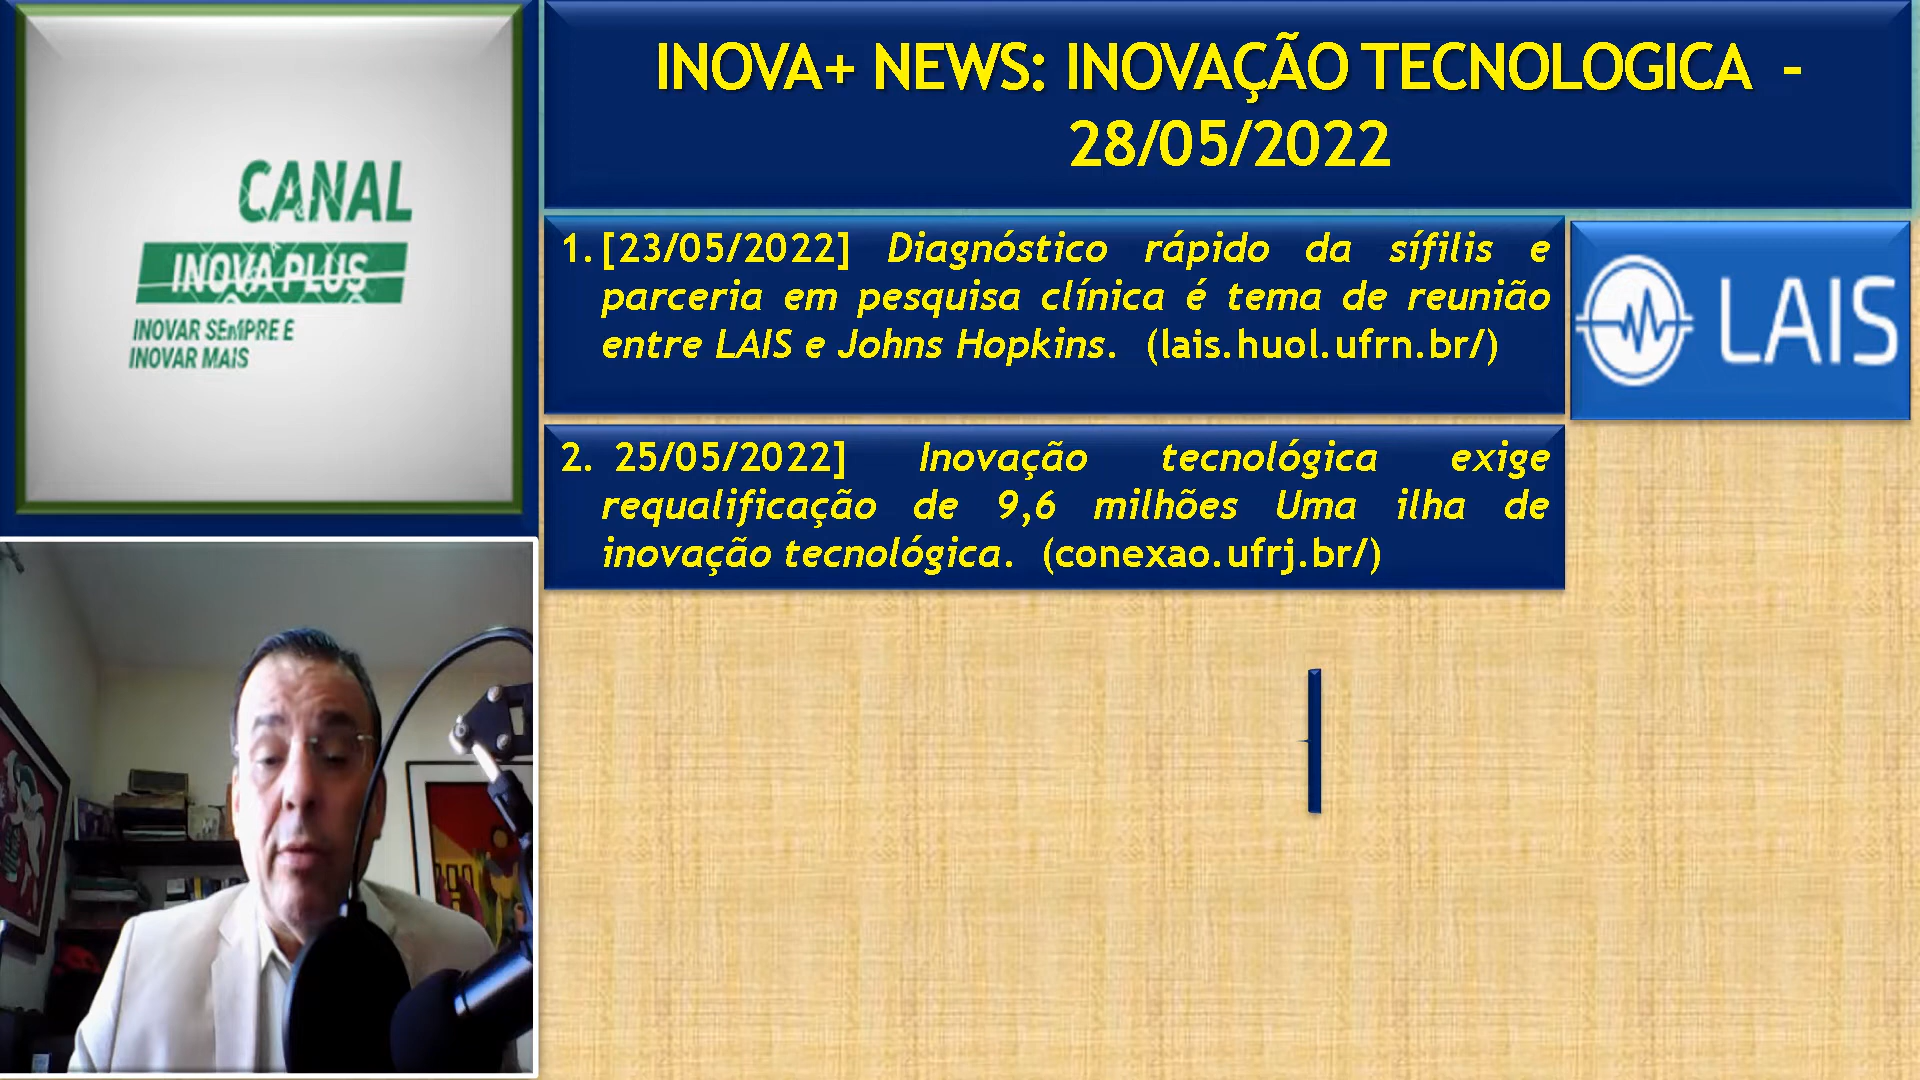 INOVA+ NEWS: INOVAÇÃO TECNOLOGICA -
28/05/2022
CANAL
INOVA PLUS
INOVAR SEMPRE E
INOVAR MAIS
1. [23/05/2022] Diagnóstico rápido da sífilis e
parceria em pesquisa clínica é tema de reunião
entre LAIS e Johns Hopkins. (lais.huol.ufrn.br/)
LAIS
2. 25/05/2022] Inovação tecnológica exige
requalificação de 9,6 milhões Uma ilha de
inovação tecnológica. (conexao.ufrj.br/)